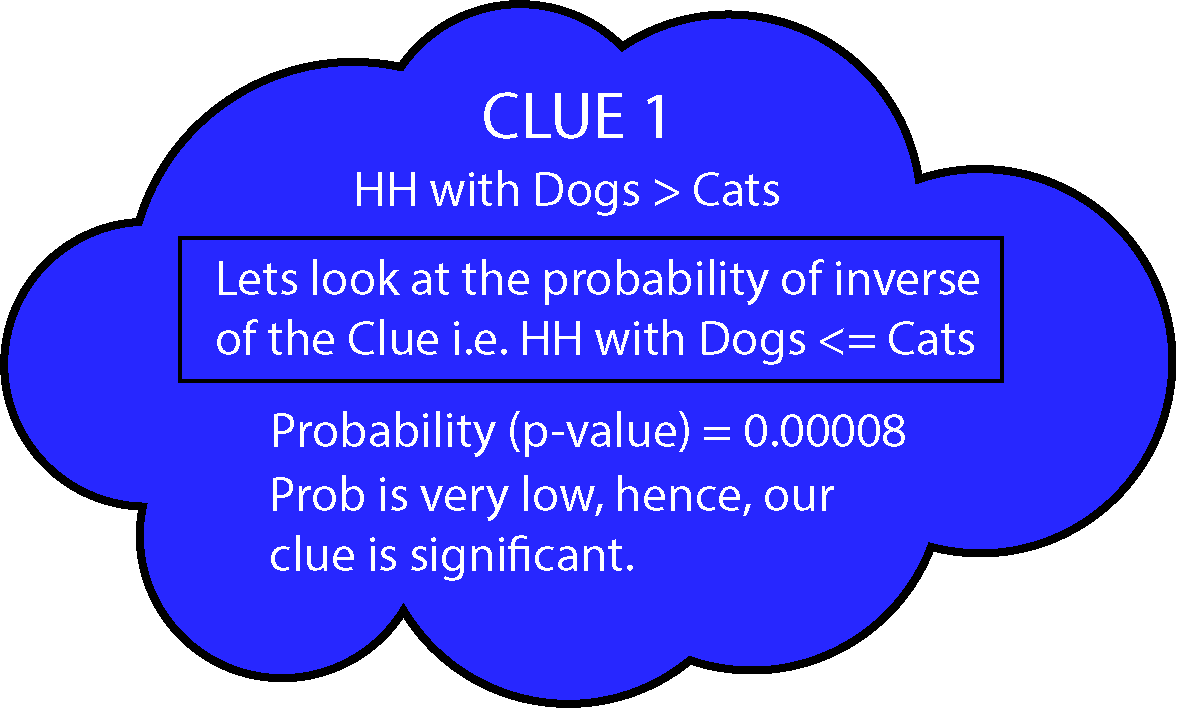 CLUE 1
HH with Dogs > Cats
Lets look at the probability of inverse
of the Clue i.e. HH with Dogs <= Cats
Probability (p-value) = 0.00008
Prob is very low, hence, our
clue is significant.